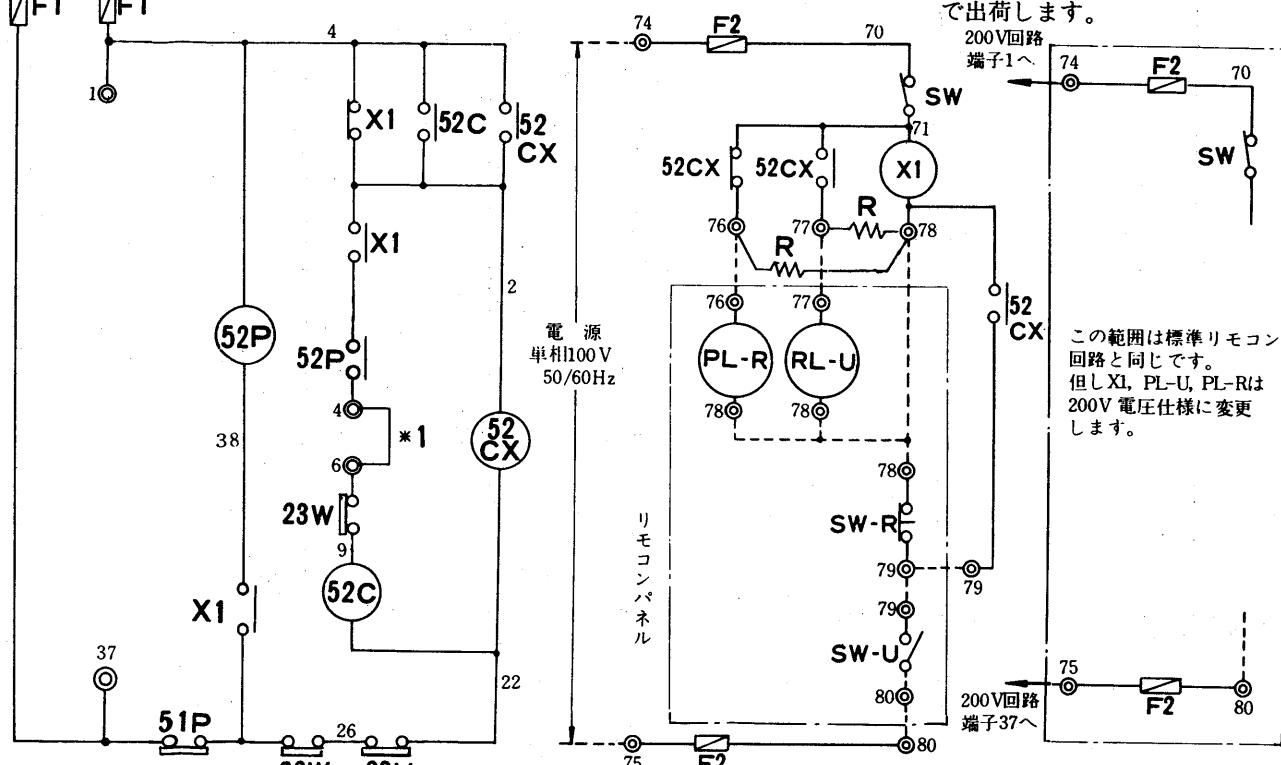 F1
F1
4
1
X1
52C
52
CX
X1
2
52P
52P
4
*1
6
38
52
CX
23W
9
52C
X1
37
22
51P
26
で出荷します。
74
F2
70
SW
71
52CX
52CX
X1
76
77
R
78
R
電源
単相100V
50/60Hz
76
77
PL-R
RL-U
78
78
52
CX
78
SW-R
79
79
79
SW-U
80
リモコンパネル
75
F2
80
200V回路
端子1へ
74
F2
70
SW
この範囲は標準リモコン
回路と同じです。
但しX1, PL-U, PL-Rは
200V電圧仕様に変更
します。
200V回路
端子37へ
75
F2
80